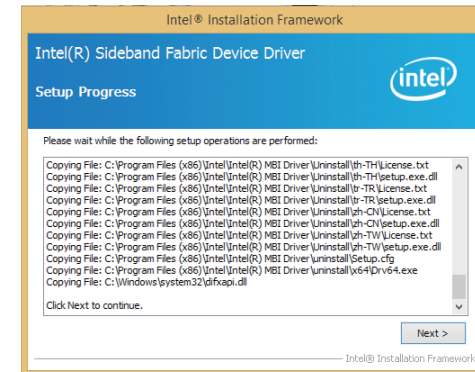 Intel® Installation Framework
Intel(R) Sideband Fabric Device Driver
intel
Setup Progress
Please wait while the following setup operations are performed:
Copying File: C:\Program Files (x86)\Intel\Intel(R) MBI Driver\Uninstall\th-TH\License.txt
Copying File: C:\Program Files (x86)\Intel\Intel(R) MBI Driver\Uninstall\th-TH\setup.exe.dll
Copying File: C:\Program Files (x86)\Intel\Intel(R) MBI Driver\Uninstall\tr-TR\License.txt
Copying File: C:\Program Files (x86)\Intel\Intel(R) MBI Driver\Uninstall\tr-TR\setup.exe.dll
Copying File: C:\Program Files (x86)\Intel\Intel(R) MBI Driver\Uninstall\zh-CN\License.txt
Copying File: C:\Program Files (x86)\Intel\Intel(R) MBI Driver\Uninstall\zh-CN\setup.exe.dll
Copying File: C:\Program Files (x86)\Intel\Intel(R) MBI Driver\Uninstall\zh-TW\License.txt
Copying File: C:\Program Files (x86)\Intel\Intel(R) MBI Driver\Uninstall\zh-TW\setup.exe.dll
Copying File: C:\Program Files (x86)\Intel\Intel(R) MBI Driver\uninstall\Setup.cfg
Copying File: C:\Program Files (x86)\Intel\Intel(R) MBI Driver\uninstall\x64\Drv64.exe
Copying File: C:\Windows\system32\difxapi.dll
Click Next to continue.
Next >
Intel® Installation Framework